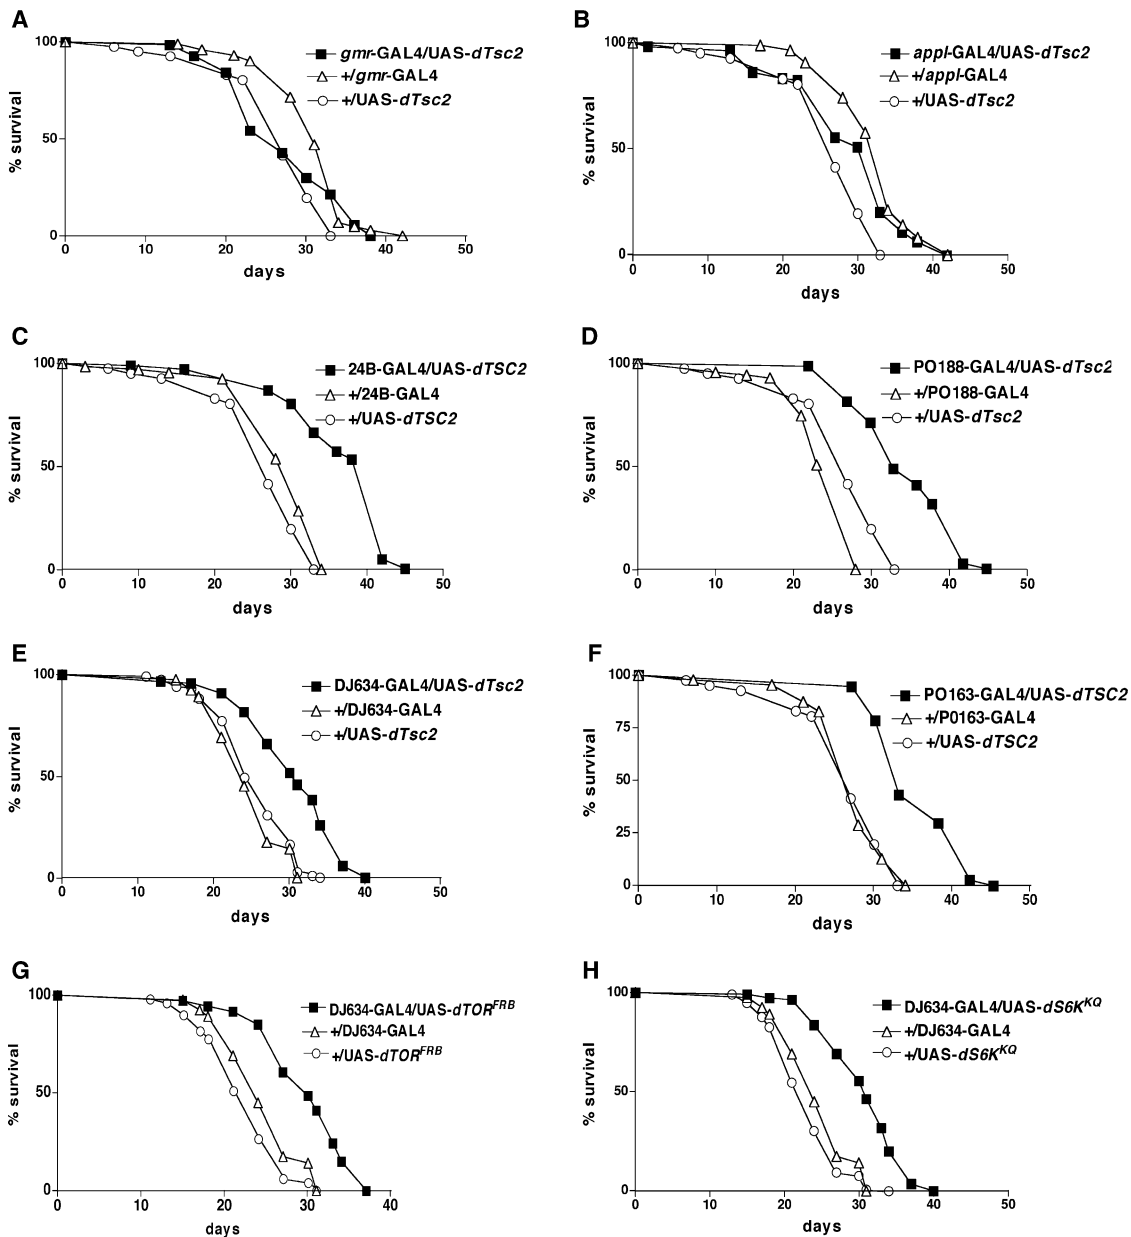 A
% survival
100
50
0
0 10 20 30 40 50
days
gmr-GAL4/UAS-dTsc2
+/gmr-GAL4
+/UAS-dTsc2
B
% survival
100
50
0
0 10 20 30 40 50
days
appl-GAL4/UAS-dTsc2
+/appl-GAL4
+/UAS-dTsc2
C
% survival
100
50
0
0 10 20 30 40 50
days
24B-GAL4/UAS-dTSC2
+/24B-GAL4
+/UAS-dTSC2
D
% survival
100
50
0
0 10 20 30 40 50
days
PO188-GAL4/UAS-dTsc2
+/PO188-GAL4
+/UAS-dTsc2
E
% survival
100
50
0
0 10 20 30 40 50
days
DJ634-GAL4/UAS-dTsc2
+/DJ634-GAL4
+/UAS-dTsc2
F
% survival
100
75
50
25
0
0 10 20 30 40 50
days
PO163-GAL4/UAS-dTSC2
+/P0163-GAL4
+/UAS-dTSC2
G
% survival
100
50
0
0 10 20 30 40
days
DJ634-GAL4/UAS-dTOR^FRB
+/DJ634-GAL4
+/UAS-dTOR^FRB
H
% survival
100
50
0
0 10 20 30 40 50
days
DJ634-GAL4/UAS-dS6K^KQ
+/DJ634-GAL4
+/UAS-dS6K^KQ